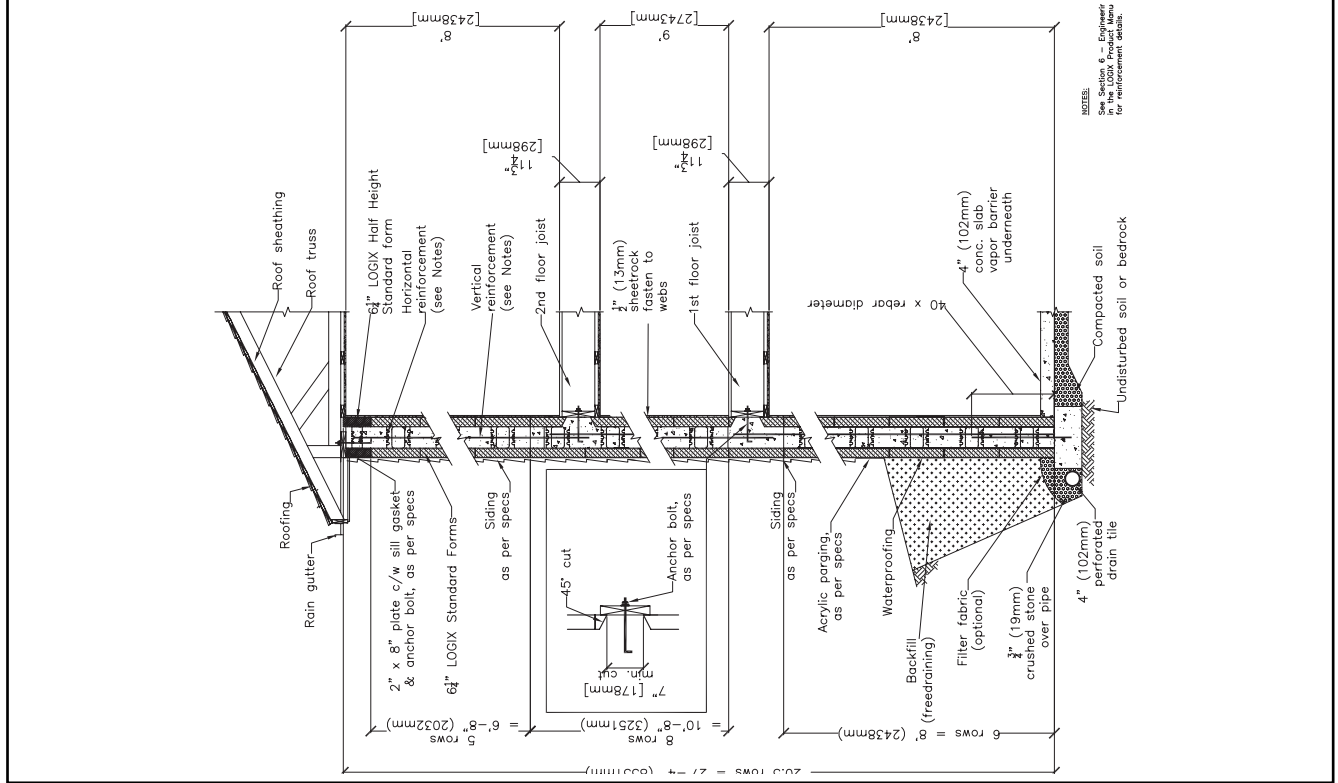 8'
[2438mm]
9'
[2743mm]
8'
[2438mm]
11¾"
[298mm]
11¾"
[298mm]
NOTES:
See Section 6 – Engineerin
in the LOGIX Product Manu
for reinforcement details.
Roof sheathing
Roof truss
6¼" LOGIX Half Height
Standard form
Horizontal
reinforcement
(see Notes)
Vertical
reinforcement
(see Notes)
2nd floor joist
½" (13mm)
sheetrock
fasten to
webs
1st floor joist
40 x rebar diameter
4" (102mm)
conc. slab
vapor barrier
underneath
Compacted soil
Undisturbed soil or bedrock
Roofing
Rain gutter
2" x 8" plate c/w sill gasket
& anchor bolt, as per specs
6¼" LOGIX Standard Forms
Siding
as per specs
45° cut
Anchor bolt,
as per specs
7" [178mm]
min. cut
Siding
as per specs
Acrylic parging,
as per specs
Waterproofing
Backfill
(freedraining)
Filter fabric
(optional)
¾" (19mm)
crushed stone
over pipe
4" (102mm)
perforated
drain tile
5 rows
= 6'-8" (2032mm)
8 rows
= 10'-8" (3251mm)
6 rows = 8' (2438mm)